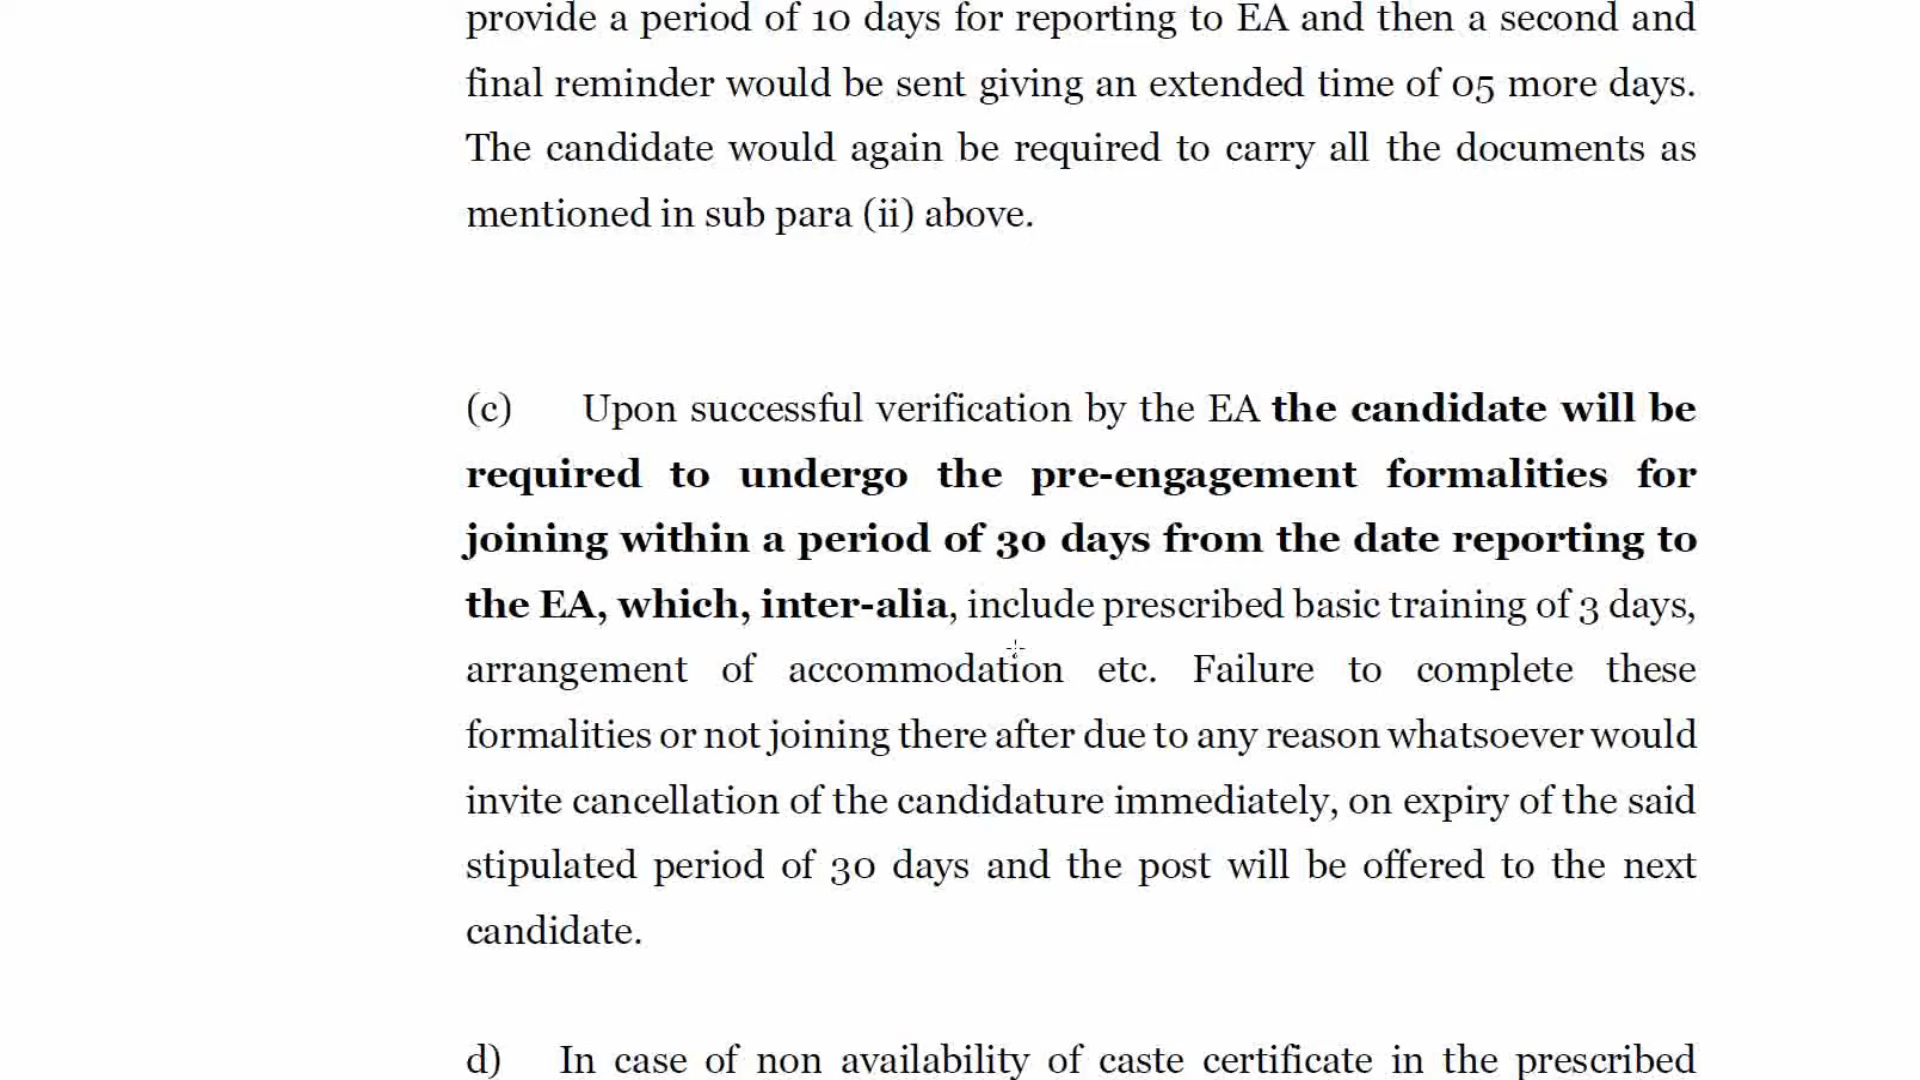 provide a period of 10 days for reporting to EA and then a second and
final reminder would be sent giving an extended time of 05 more days.
The candidate would again be required to carry all the documents as
mentioned in sub para (ii) above.
(c) Upon successful verification by the EA the candidate will be
required to undergo the pre-engagement formalities for
joining within a period of 30 days from the date reporting to
the EA, which, inter-alia, include prescribed basic training of 3 days,
arrangement of accommodation etc. Failure to complete these
formalities or not joining there after due to any reason whatsoever would
invite cancellation of the candidature immediately, on expiry of the said
stipulated period of 30 days and the post will be offered to the next
candidate.
d) In case of non availability of caste certificate in the prescribed